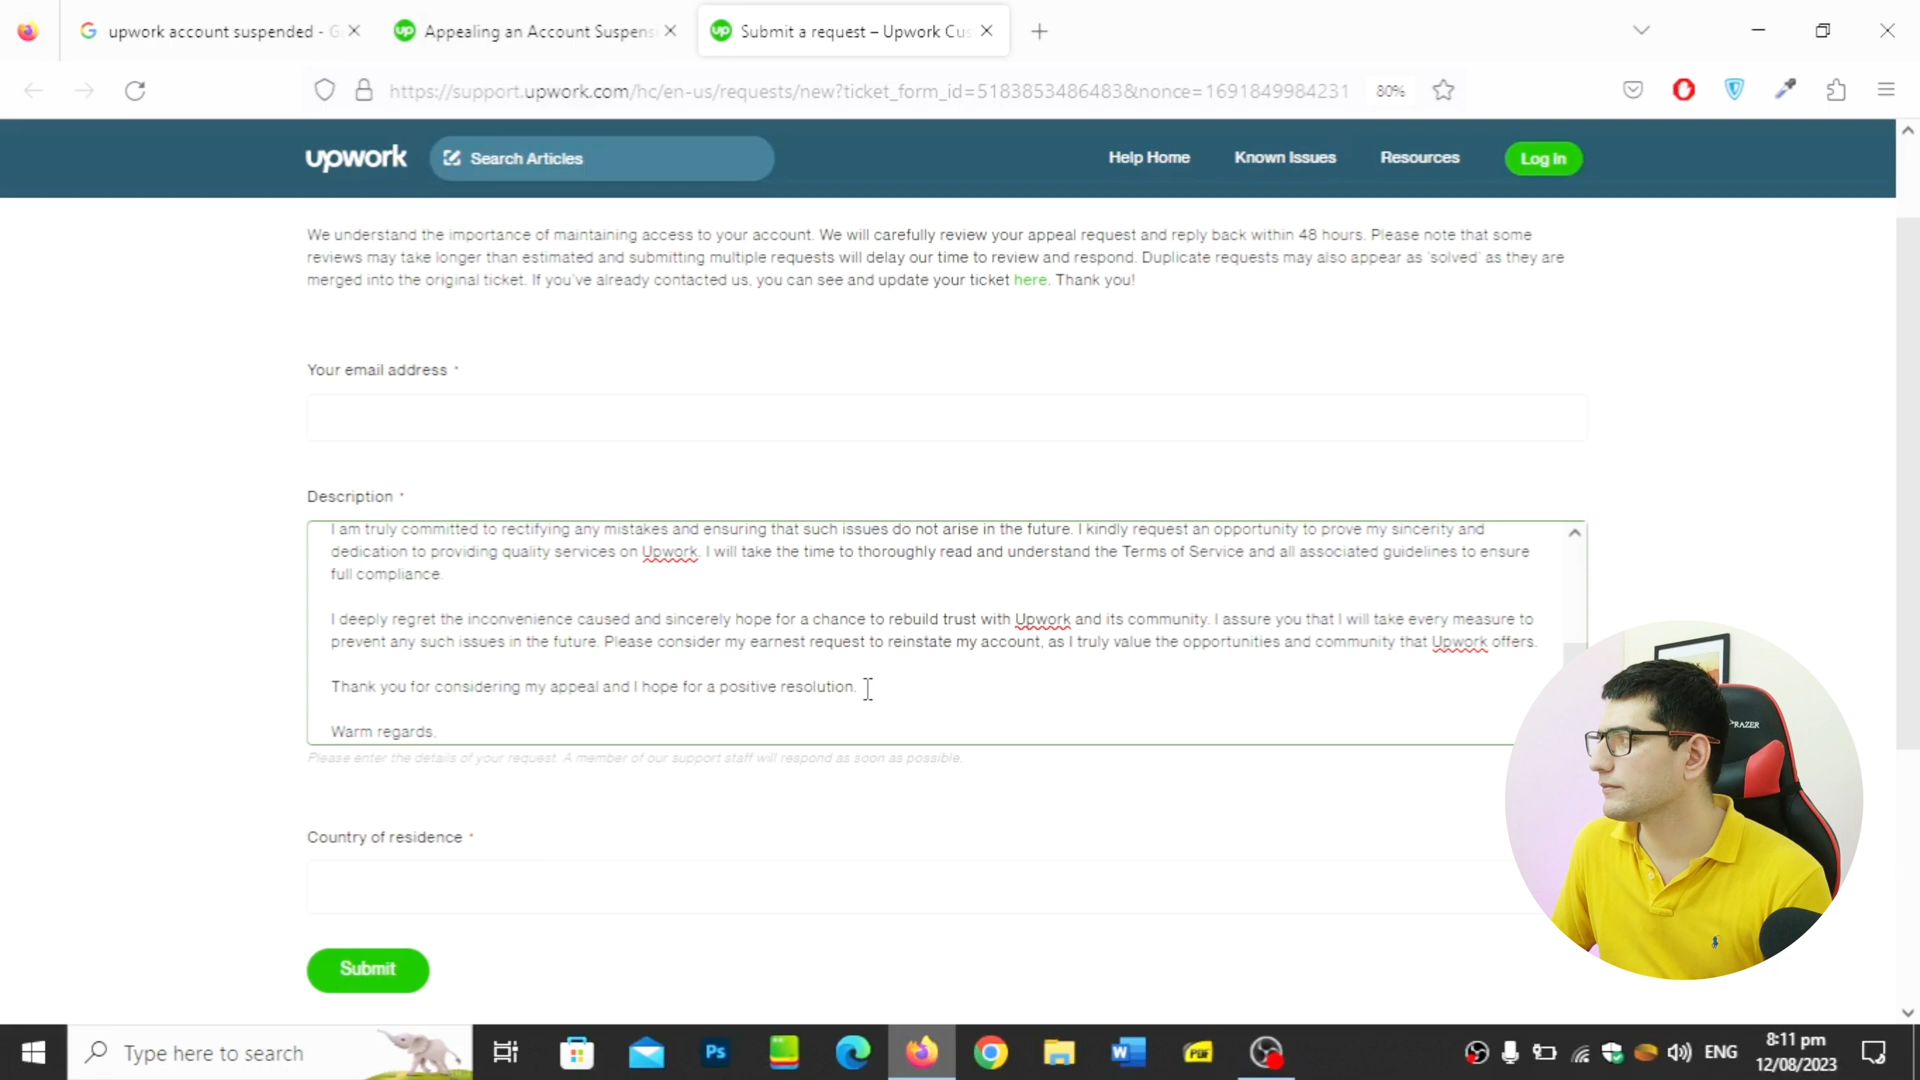 upwork account suspended - G
Appealing an Account Suspens
Submit a request – Upwork Cus
https://support.upwork.com/hc/en-us/requests/new?ticket_form_id=5183853486483&nonce=1691849984231
80%
upwork
Search Articles
Help Home
Known Issues
Resources
Log In
We understand the importance of maintaining access to your account. We will carefully review your appeal request and reply back within 48 hours. Please note that some
reviews may take longer than estimated and submitting multiple requests will delay our time to review and respond. Duplicate requests may also appear as 'solved' as they are
merged into the original ticket. If you've already contacted us, you can see and update your ticket here. Thank you!
Your email address *
Description *
I am truly committed to rectifying any mistakes and ensuring that such issues do not arise in the future. I kindly request an opportunity to prove my sincerity and
dedication to providing quality services on Upwork. I will take the time to thoroughly read and understand the Terms of Service and all associated guidelines to ensure
full compliance.
I deeply regret the inconvenience caused and sincerely hope for a chance to rebuild trust with Upwork and its community. I assure you that I will take every measure to
prevent any such issues in the future. Please consider my earnest request to reinstate my account, as I truly value the opportunities and community that Upwork offers.
Thank you for considering my appeal and I hope for a positive resolution.
Warm regards,
Please enter the details of your request. A member of our support staff will respond as soon as possible.
Country of residence *
Submit
RAZER
Type here to search
Ps
W
PDF
ENG
8:11 pm
12/08/2023